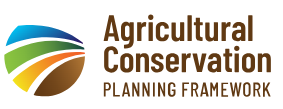 Agricultural
Conservation
PLANNING FRAMEWORK